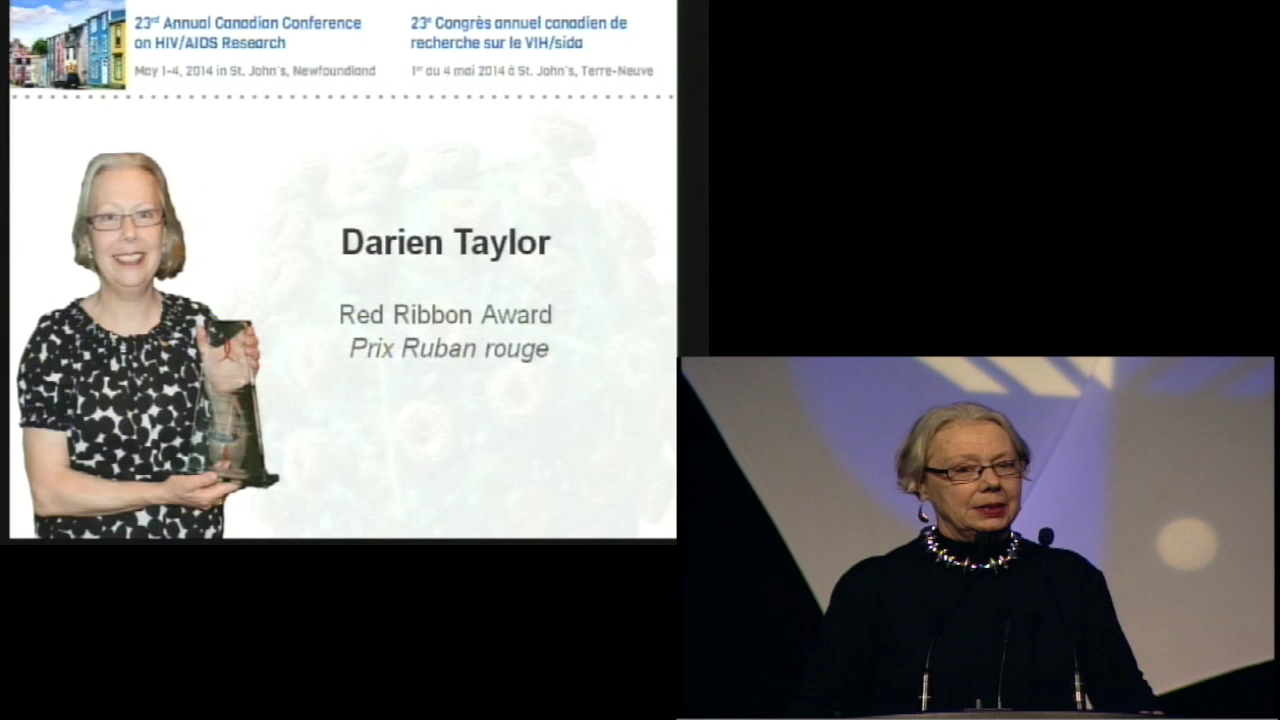 23rd Annual Canadian Conference
on HIV/AIDS Research
May 1-4, 2014 in St. John's, Newfoundland
23e Congrès annuel canadien de
recherche sur le VIH/sida
1er au 4 mai 2014 à St. John's, Terre-Neuve
Darien Taylor
Red Ribbon Award
Prix Ruban rouge